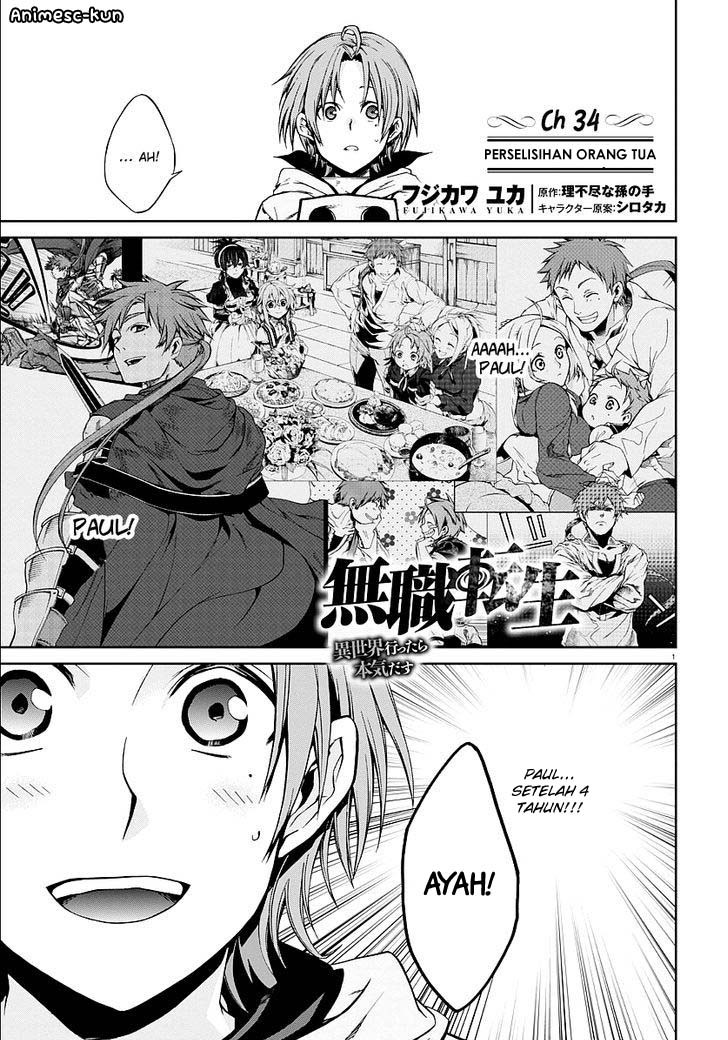 Animesc-kun
Ch 34
PERSELISIHAN ORANG TUA
フジカワ ユカ
FUJIKAWA YUKA
原作:理不尽な孫の手
キャラクター原案:シロタカ
... AH!
AAAAH...
PAUL!
PAUL!
無職転生
異世界行ったら
本気だす
1
PAUL...
SETELAH 4
TAHUN!!!
AYAH!